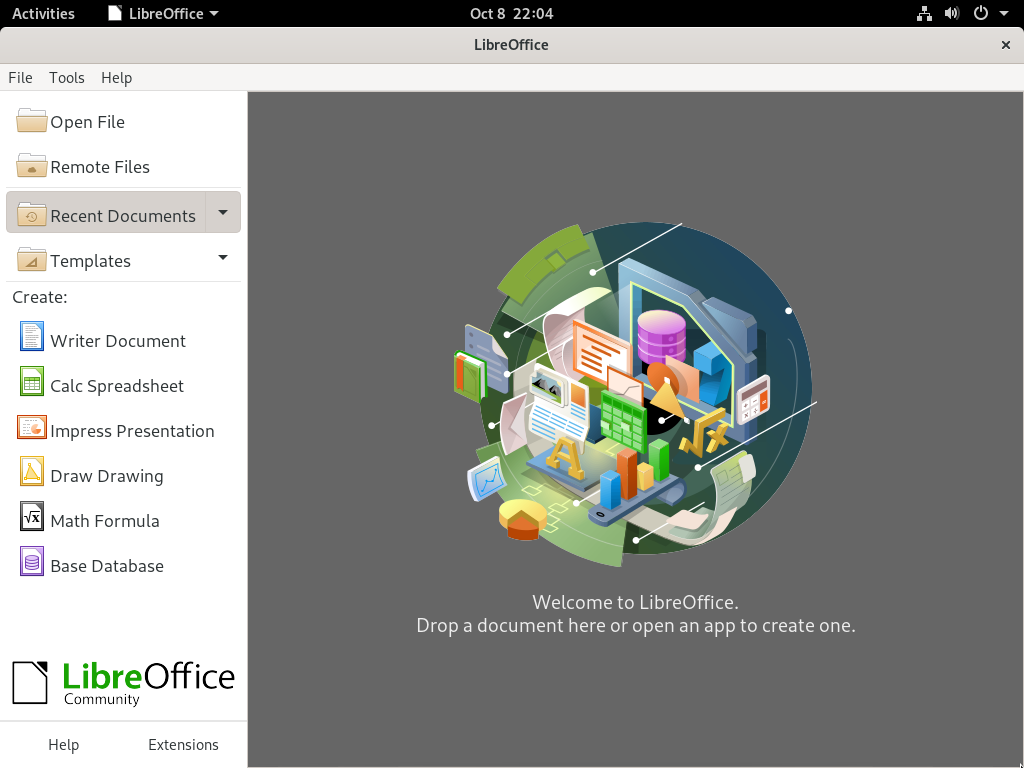 Activities
LibreOffice
Oct 8 22:04
LibreOffice
File Tools Help
Open File
Remote Files
Recent Documents
Templates
Create:
Writer Document
Calc Spreadsheet
Impress Presentation
Draw Drawing
Math Formula
Base Database
LibreOffice
Community
Help
Extensions
Welcome to LibreOffice.
Drop a document here or open an app to create one.